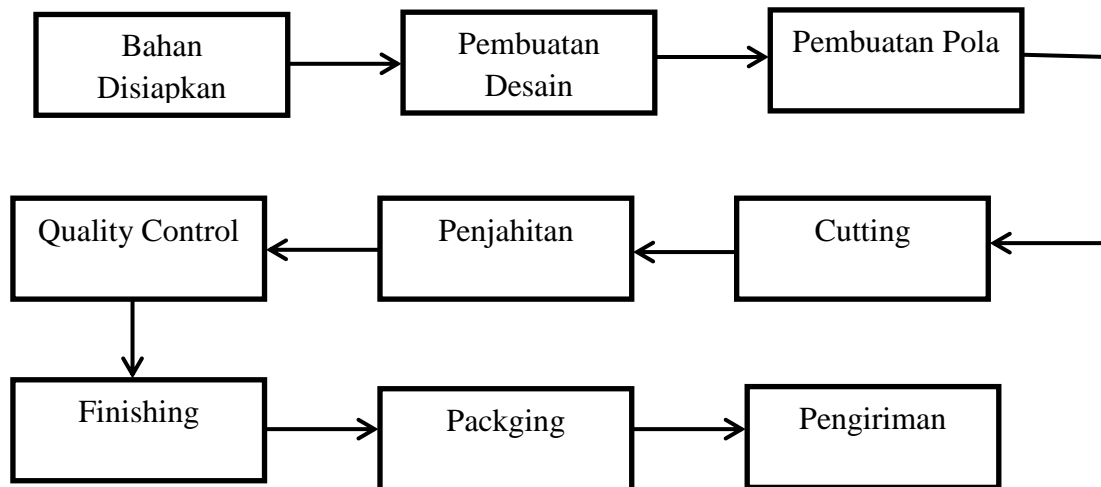 Bahan
Disiapkan
Pembuatan
Desain
Pembuatan Pola
Cutting
Penjahitan
Quality Control
Finishing
Packging
Pengiriman